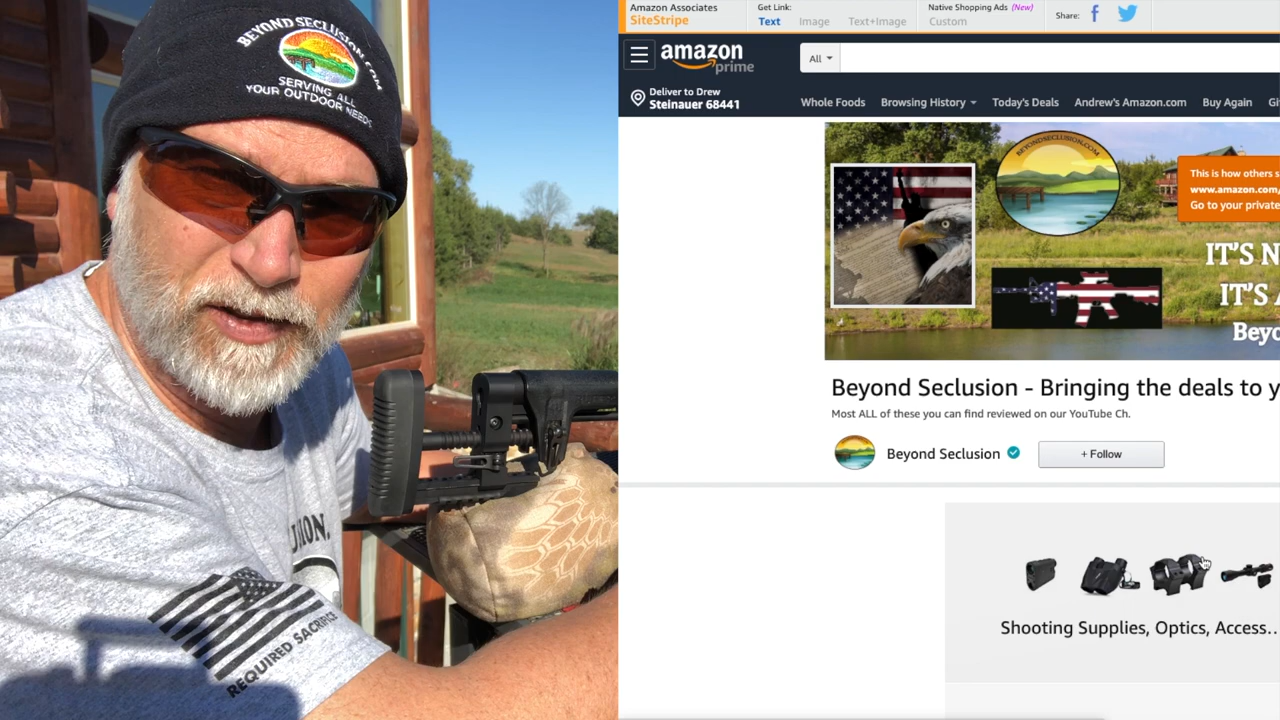 BEYOND SECLUSION.COM
SERVING ALL
YOUR OUTDOOR NEEDS
REQUIRED SACRIFICE
Amazon Associates
SiteStripe
Get Link:
Text Image Text+Image
Native Shopping Ads (New)
Custom
Share:
amazon
prime
All
Deliver to Drew
Steinauer 68441
Whole Foods Browsing History Today's Deals Andrew's Amazon.com Buy Again
BEYONDSECLUSION.COM
This is how others s
www.amazon.com/
Go to your private
IT'S N
IT'S
Beyo
Beyond Seclusion - Bringing the deals to y
Most ALL of these you can find reviewed on our YouTube Ch.
Beyond Seclusion
+ Follow
Shooting Supplies, Optics, Access...